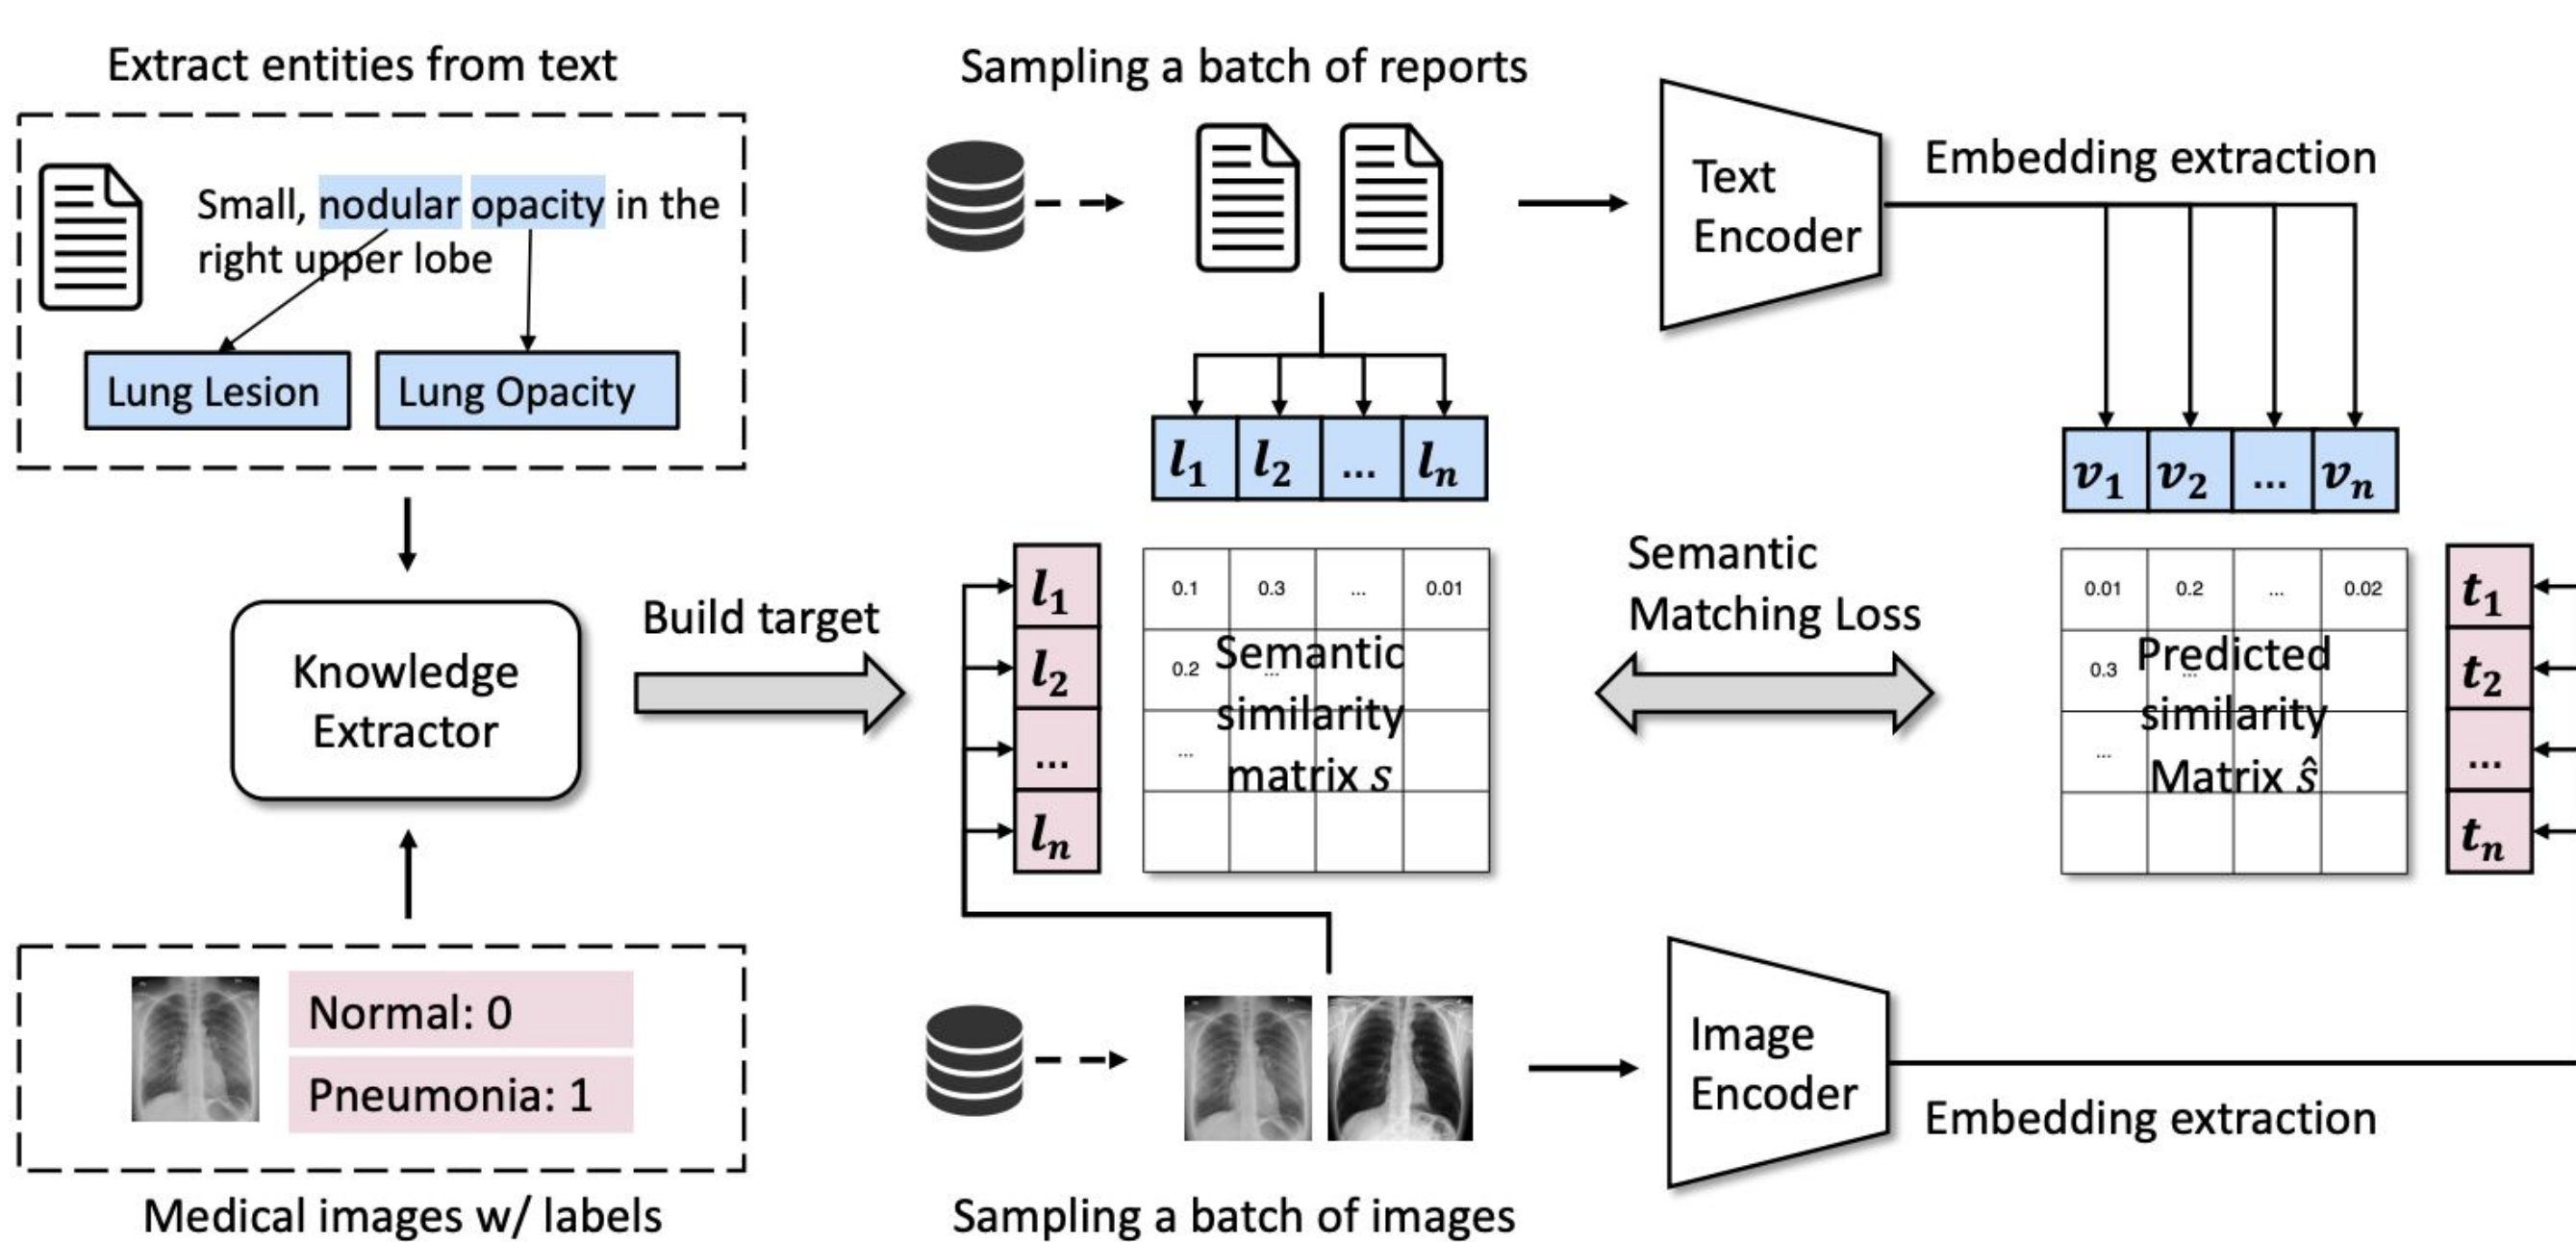 Extract entities from text
Small, nodular opacity in the
right upper lobe
Lung Lesion
Lung Opacity
Knowledge
Extractor
Normal: 0
Pneumonia: 1
Medical images w/ labels
Build target
Sampling a batch of reports
l1 l2 ... ln
l1
l2
...
ln
0.1 0.3 ... 0.01
0.2 ...
...
Semantic
similarity
matrix s
Sampling a batch of images
Text
Encoder
Embedding extraction
Semantic
Matching Loss
v1 v2 ... vn
0.01 0.2 ... 0.02
0.3 ...
...
Predicted
similarity
Matrix ŝ
t1
t2
...
tn
Image
Encoder
Embedding extraction